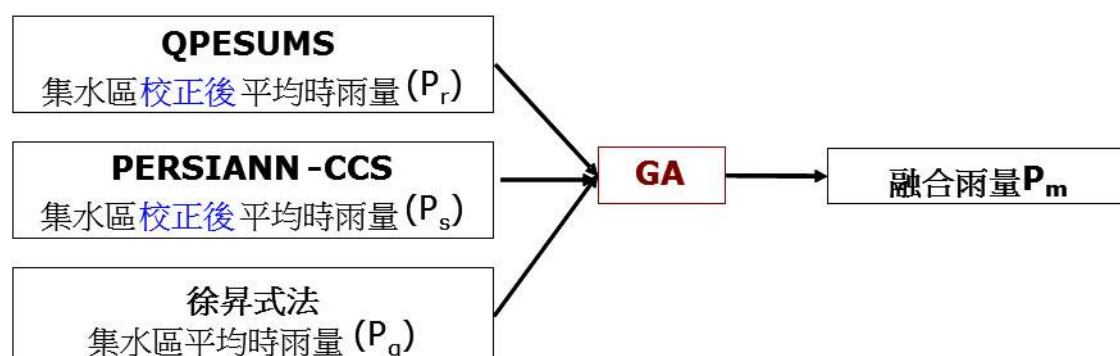 QPESUMS
集水區校正後平均時雨量(Pr)
PERSIANN-CCS
集水區校正後平均時雨量(Ps)
徐昇式法
集水區平均時雨量(Pg)
GA
融合雨量Pm